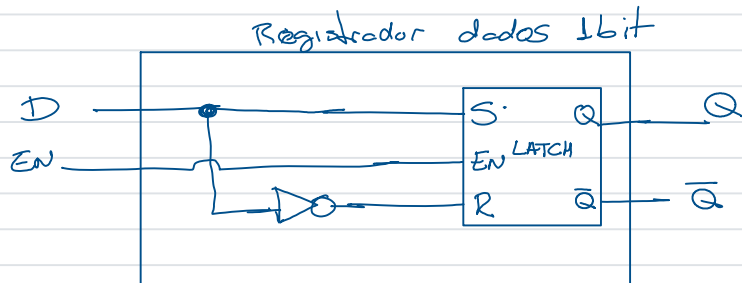 Registrador dados 1bit
D S Q Q
EN EN LATCH
R Q̅ Q̅